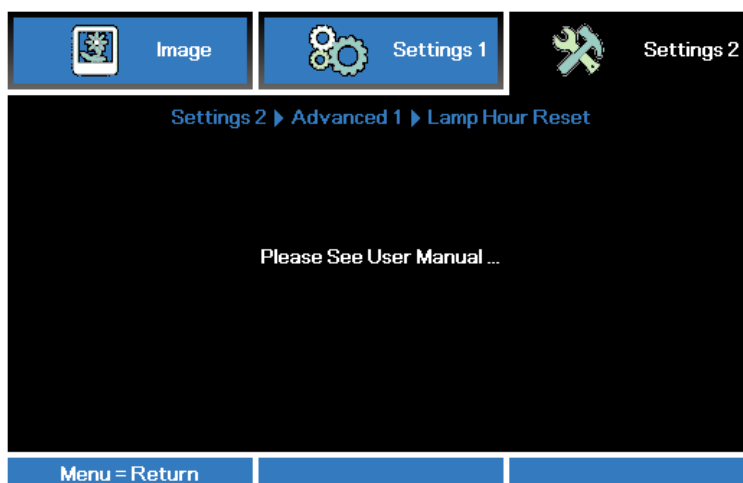 Image
Settings 1
Settings 2
Settings 2 ▶ Advanced 1 ▶ Lamp Hour Reset
Please See User Manual ...
Menu = Return